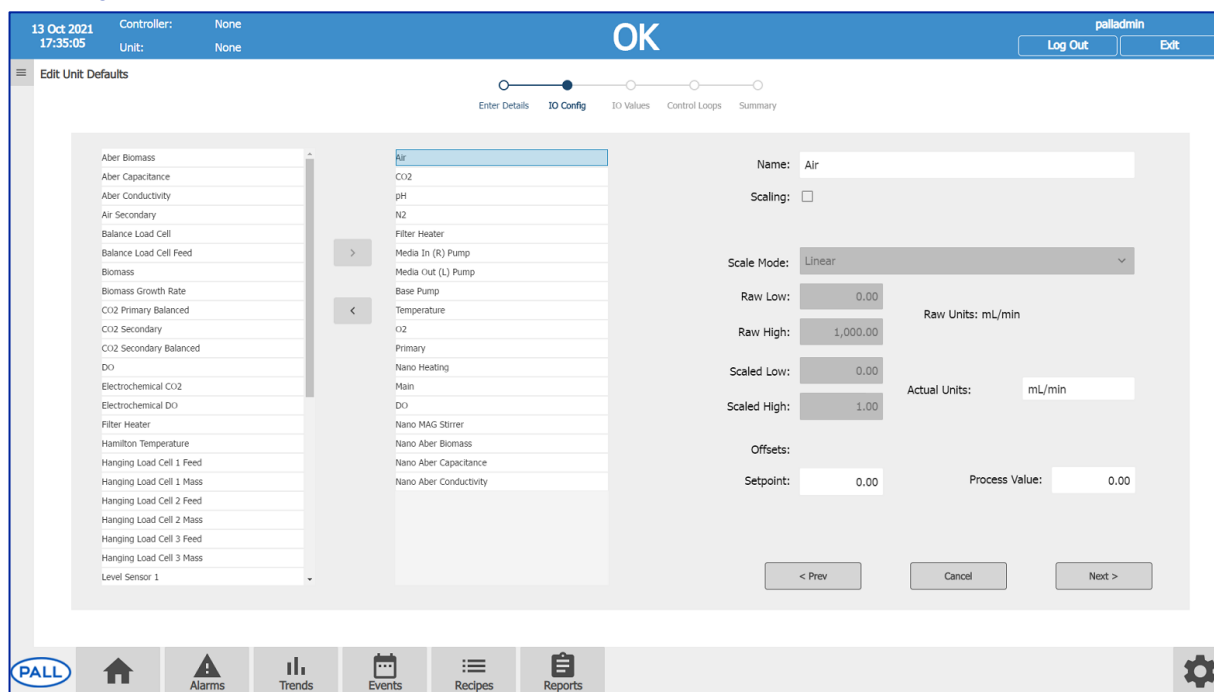 13 Oct 2021
17:35:05
Controller: None
Unit: None
OK
palladmin
Log Out
Exit
Edit Unit Defaults
Enter Details
IO Config
IO Values
Control Loops
Summary
Aber Biomass
Aber Capacitance
Aber Conductivity
Air Secondary
Balance Load Cell
Balance Load Cell Feed
Biomass
Biomass Growth Rate
CO2 Primary Balanced
CO2 Secondary
CO2 Secondary Balanced
DO
Electrochemical CO2
Electrochemical DO
Filter Heater
Hamilton Temperature
Hanging Load Cell 1 Feed
Hanging Load Cell 1 Mass
Hanging Load Cell 2 Feed
Hanging Load Cell 2 Mass
Hanging Load Cell 3 Feed
Hanging Load Cell 3 Mass
Level Sensor 1
>
<
Air
CO2
pH
N2
Filter Heater
Media In (R) Pump
Media Out (L) Pump
Base Pump
Temperature
O2
Primary
Nano Heating
Main
DO
Nano MAG Stirrer
Nano Aber Biomass
Nano Aber Capacitance
Nano Aber Conductivity
Name: Air
Scaling:
Scale Mode: Linear
Raw Low: 0.00
Raw Units: mL/min
Raw High: 1,000.00
Scaled Low: 0.00
Actual Units: mL/min
Scaled High: 1.00
Offsets:
Setpoint: 0.00
Process Value: 0.00
< Prev
Cancel
Next >
PALL
Alarms
Trends
Events
Recipes
Reports